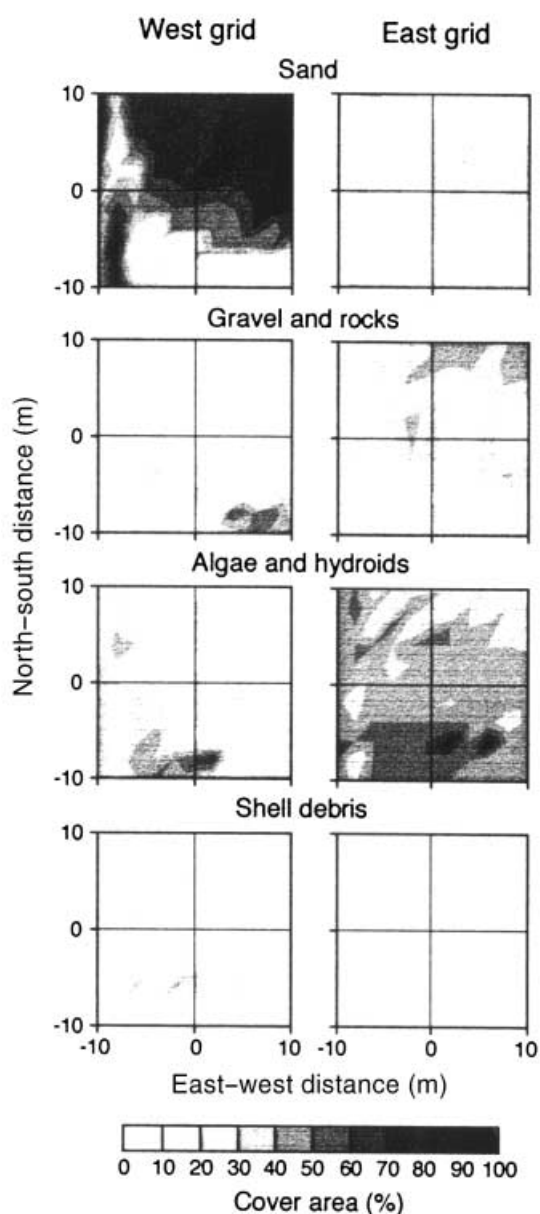 West grid East grid
Sand
10
0
-10
Gravel and rocks
10
0
-10
Algae and hydroids
10
0
-10
Shell debris
10
0
-10
-10 0 10 -10 0 10
North–south distance (m)
East–west distance (m)
0 10 20 30 40 50 60 70 80 90 100
Cover area (%)